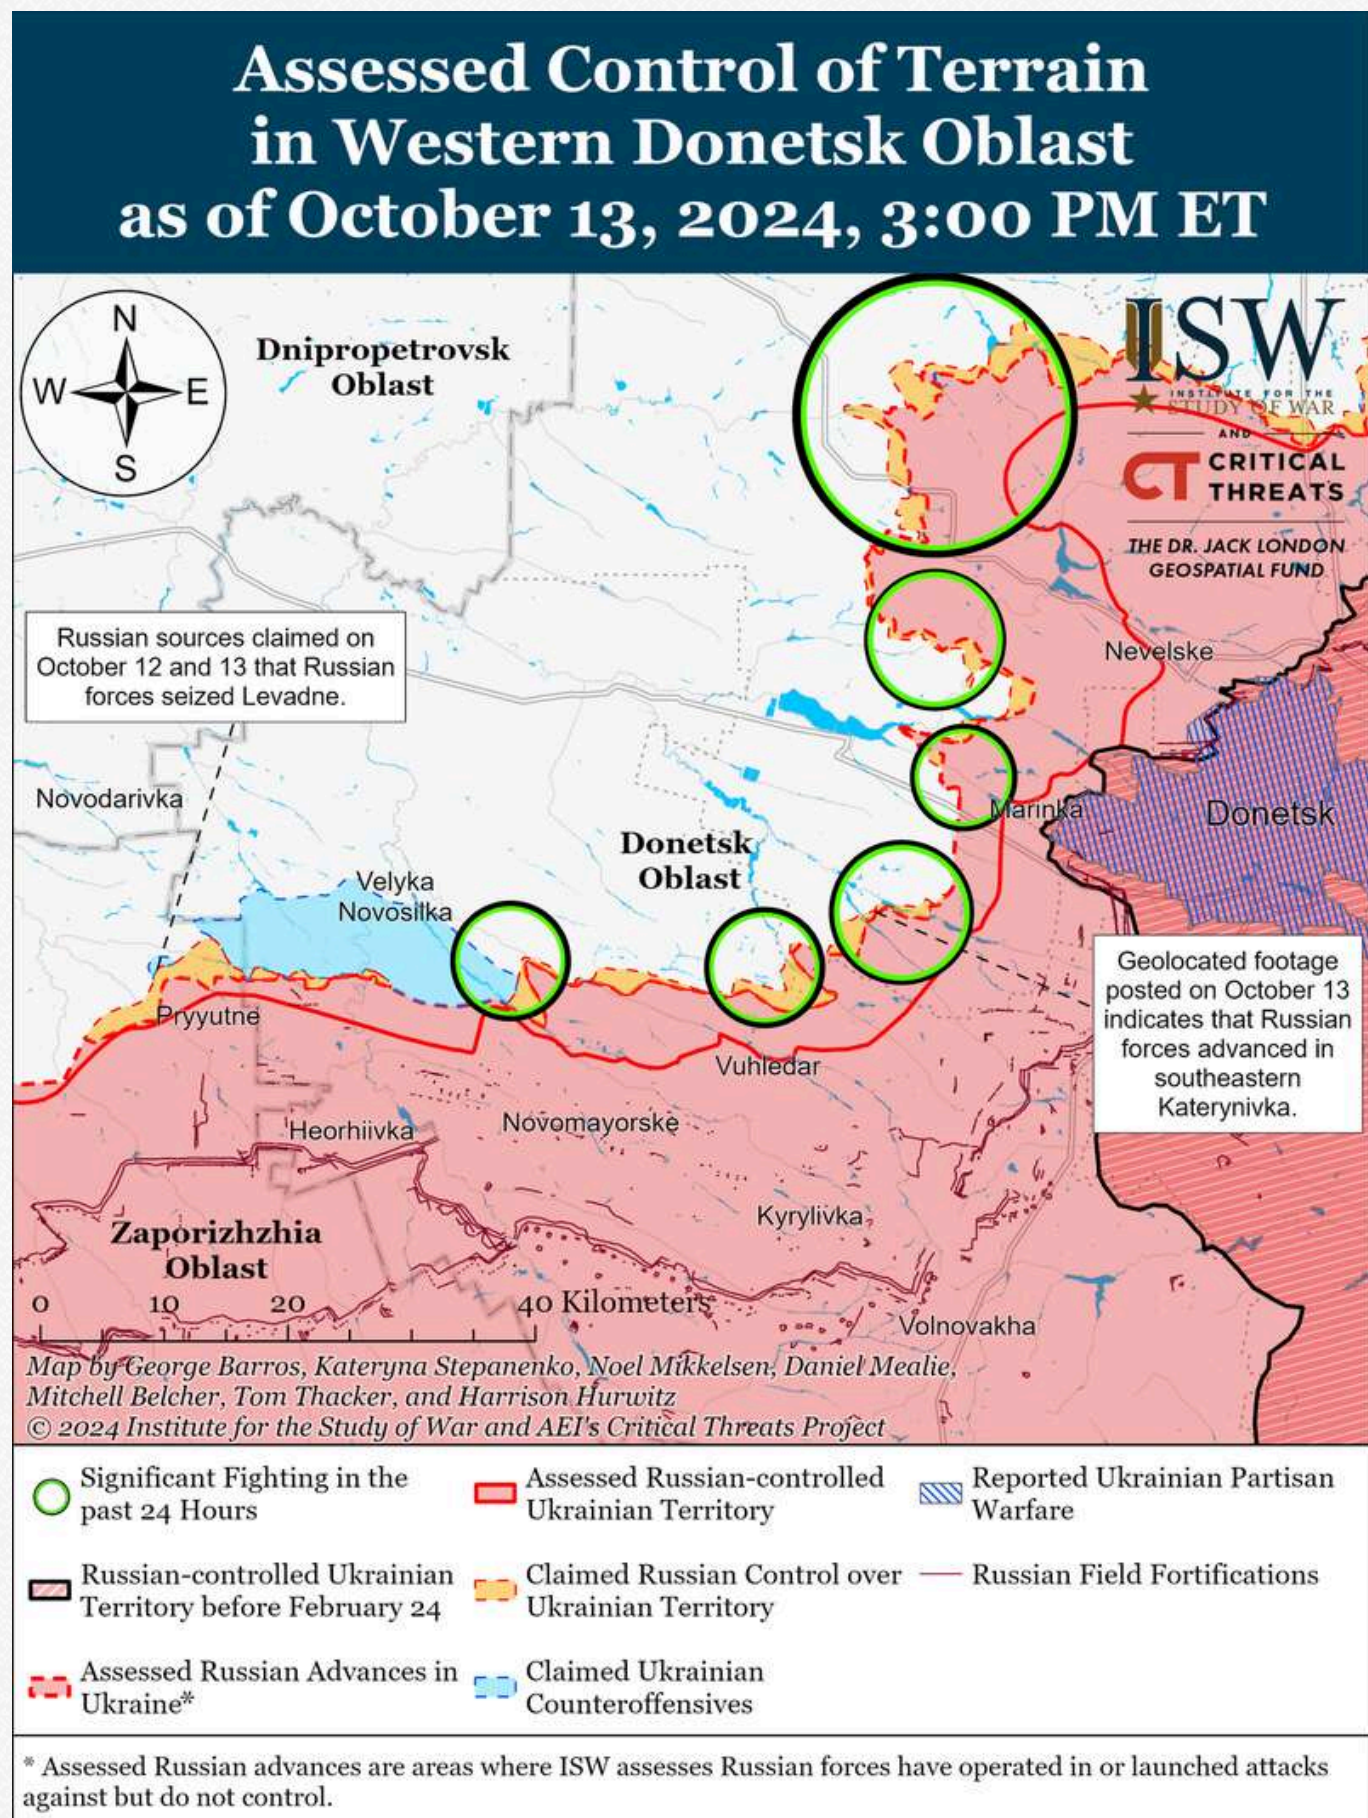 Assessed Control of Terrain
in Western Donetsk Oblast
as of October 13, 2024, 3:00 PM ET
N
W
E
S
Dnipropetrovsk
Oblast
ISW
INSTITUTE FOR THE
STUDY OF WAR
AND
CT CRITICAL
THREATS
THE DR. JACK LONDON
GEOSPATIAL FUND
Russian sources claimed on
October 12 and 13 that Russian
forces seized Levadne.
Nevelske
Novodarivka
Marinka
Donetsk
Donetsk
Oblast
Velyka
Novosilka
Geolocated footage
posted on October 13
indicates that Russian
forces advanced in
southeastern
Katerynivka.
Pryyutne
Vuhledar
Heorhiivka
Novomayorske
Kyrylivka
Zaporizhzhia
Oblast
0 10 20 40 Kilometers
Volnovakha
Map by George Barros, Kateryna Stepanenko, Noel Mikkelsen, Daniel Mealie,
Mitchell Belcher, Tom Thacker, and Harrison Hurwitz
© 2024 Institute for the Study of War and AEI's Critical Threats Project
Significant Fighting in the
past 24 Hours
Assessed Russian-controlled
Ukrainian Territory
Reported Ukrainian Partisan
Warfare
Russian-controlled Ukrainian
Territory before February 24
Claimed Russian Control over
Ukrainian Territory
Russian Field Fortifications
Assessed Russian Advances in
Ukraine*
Claimed Ukrainian
Counteroffensives
* Assessed Russian advances are areas where ISW assesses Russian forces have operated in or launched attacks
against but do not control.